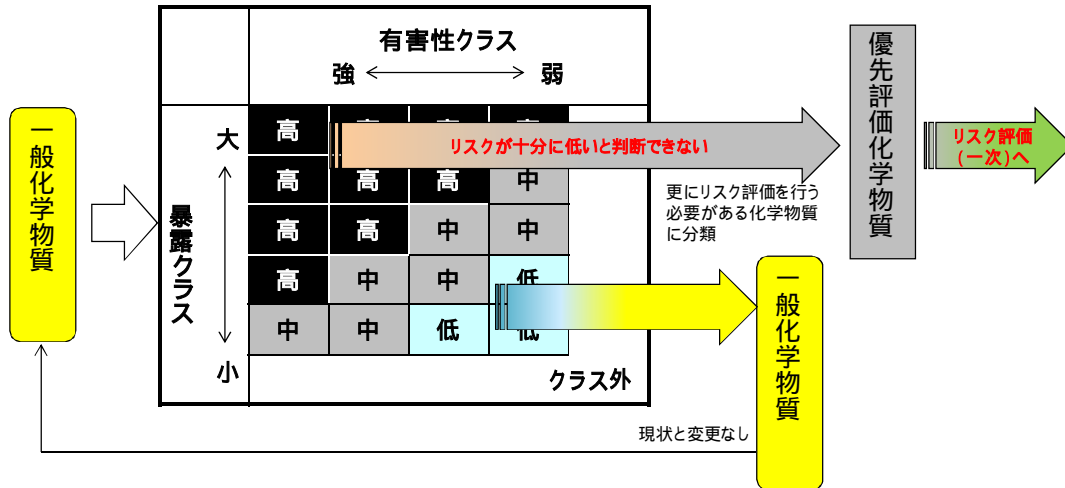 一般化学物質
有害性クラス
強 弱
暴露クラス
大
小
高
リスクが十分に低いと判断できない
高 高 高 中
高 高 中 中
高 中 中 低
中 中 低 低
クラス外
更にリスク評価を行う
必要がある化学物質
に分類
優先評価化学物質
リスク評価
(一次)へ
一般化学物質
現状と変更なし